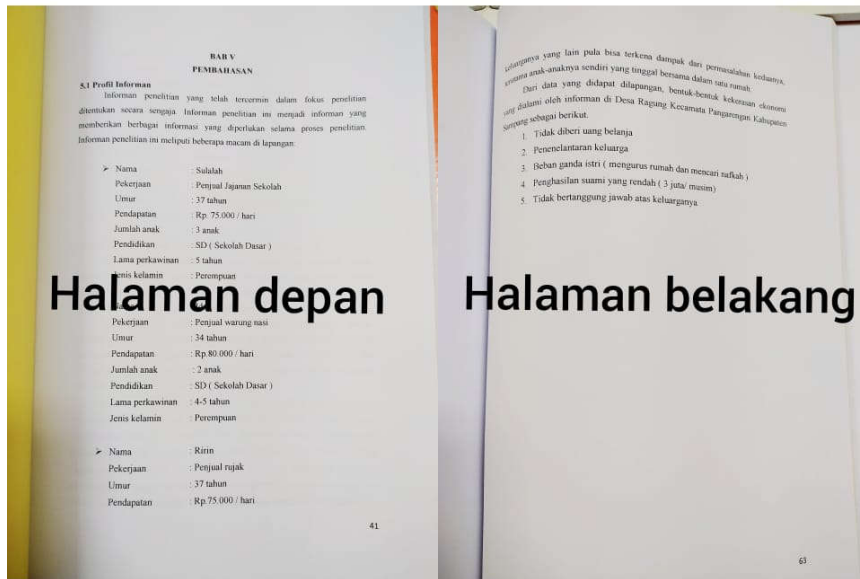 BAB V
PEMBAHASAN
5.1 Profil Informan
Informan penelitian yang telah tercermin dalam fokus penelitian
ditentukan secara sengaja. Informan penelitian ini menjadi informan yang
memberikan berbagai informasi yang diperlukan selama proses penelitian.
Informan penelitian ini meliputi beberapa macam di lapangan:
➢ Nama : Sulalah
Pekerjaan : Penjual Jajanan Sekolah
Umur : 37 tahun
Pendapatan : Rp. 75.000 / hari
Jumlah anak : 3 anak
Pendidikan : SD ( Sekolah Dasar )
Lama perkawinan : 5 tahun
Jenis kelamin : Perempuan
Halaman depan
Pekerjaan : Penjual warung nasi
Umur : 34 tahun
Pendapatan : Rp.80.000 / hari
Jumlah anak : 2 anak
Pendidikan : SD ( Sekolah Dasar )
Lama perkawinan : 4-5 tahun
Jenis kelamin : Perempuan
➢ Nama : Ririn
Pekerjaan : Penjual rujak
Umur : 37 tahun
Pendapatan : Rp.75.000 / hari
41
keluarganya yang lain pula bisa terkena dampak dari permasalahan keduanya,
terutama anak-anaknya sendiri yang tinggal bersama dalam satu rumah.
Dari data yang didapat dilapangan, bentuk-bentuk kekerasan ekonomi
yang dialami oleh informan di Desa Ragung Kecamata Pangarengan Kabupaten
Sampang sebagai berikut.
1. Tidak diberi uang belanja
2. Penenelantaran keluarga
3. Beban ganda istri ( mengurus rumah dan mencari nafkah )
4. Penghasilan suami yang rendah ( 3 juta/ musim)
5. Tidak bertanggung jawab atas keluarganya
Halaman belakang
63